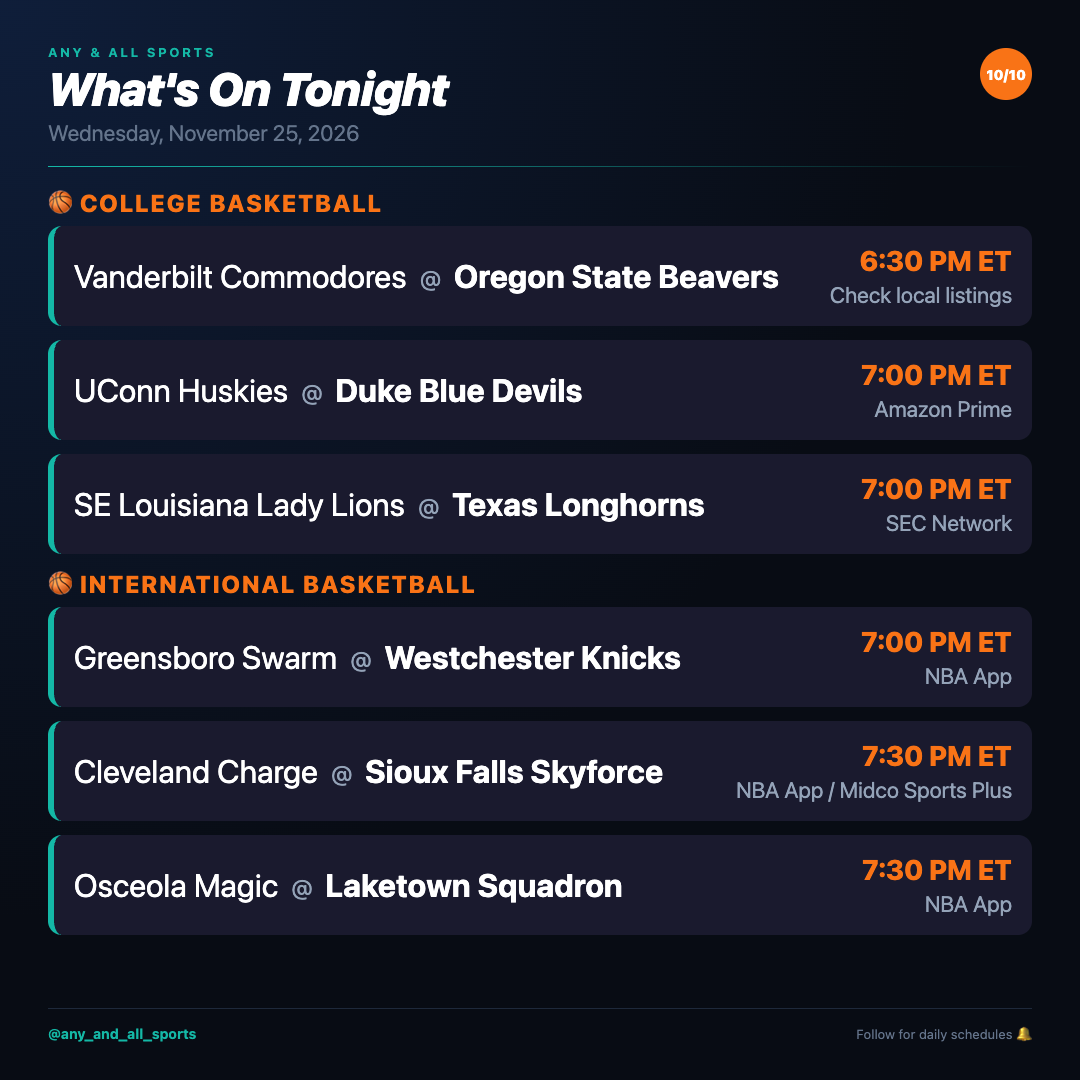 ANY & ALL SPORTS
What's On Tonight
10/10
Wednesday, November 25, 2026
🏀 COLLEGE BASKETBALL
Vanderbilt Commodores @ Oregon State Beavers
6:30 PM ET
Check local listings
UConn Huskies @ Duke Blue Devils
7:00 PM ET
Amazon Prime
SE Louisiana Lady Lions @ Texas Longhorns
7:00 PM ET
SEC Network
🏀 INTERNATIONAL BASKETBALL
Greensboro Swarm @ Westchester Knicks
7:00 PM ET
NBA App
Cleveland Charge @ Sioux Falls Skyforce
7:30 PM ET
NBA App / Midco Sports Plus
Osceola Magic @ Laketown Squadron
7:30 PM ET
NBA App
@any_and_all_sports
Follow for daily schedules 🔔